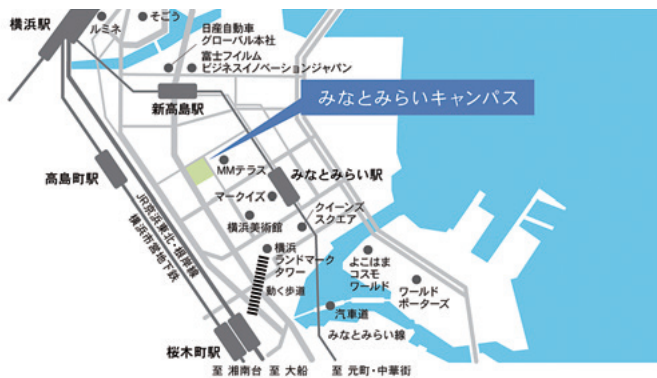 横浜駅
ルミネ
そごう
日産自動車
グローバル本社
富士フイルム
ビジネスイノベーションジャパン
新高島駅
みなとみらいキャンパス
高島町駅
MMテラス
みなとみらい駅
マークイズ
JR京浜東北・根岸線
横浜市営地下鉄
横浜美術館
クイーンズ
スクエア
横浜
ランドマーク
タワー
よこはま
コスモ
ワールド
ワールド
ポーターズ
動く歩道
汽車道
みなとみらい線
桜木町駅
至 湘南台
至 大船
至 元町・中華街